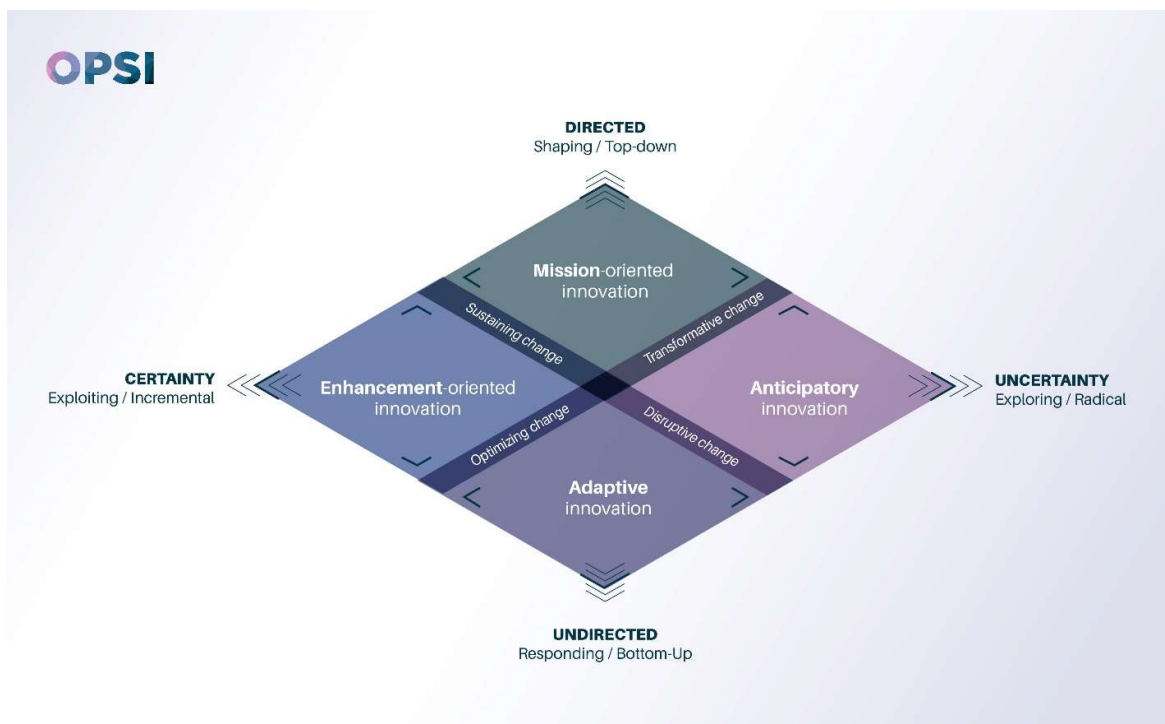 OPSI
DIRECTED
Shaping / Top-down
Mission-oriented
innovation
Sustaining change
Transformative change
CERTAINTY
Exploiting / Incremental
Enhancement-oriented
innovation
Anticipatory
innovation
UNCERTAINTY
Exploring / Radical
Optimizing change
Disruptive change
Adaptive
innovation
UNDIRECTED
Responding / Bottom-Up